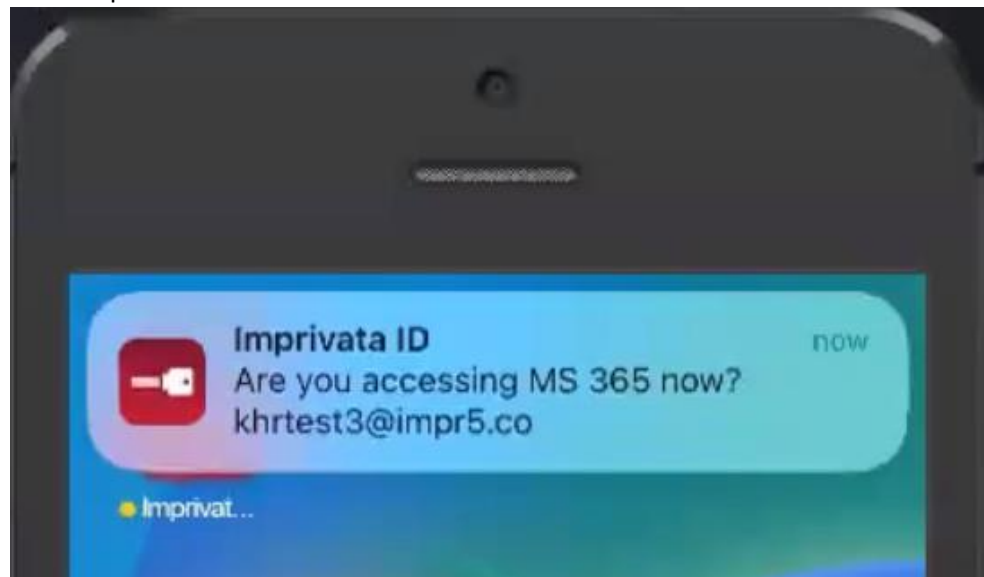 Imprivata ID
now
Are you accessing MS 365 now?
khrtest3@impr5.co
Imprivat...